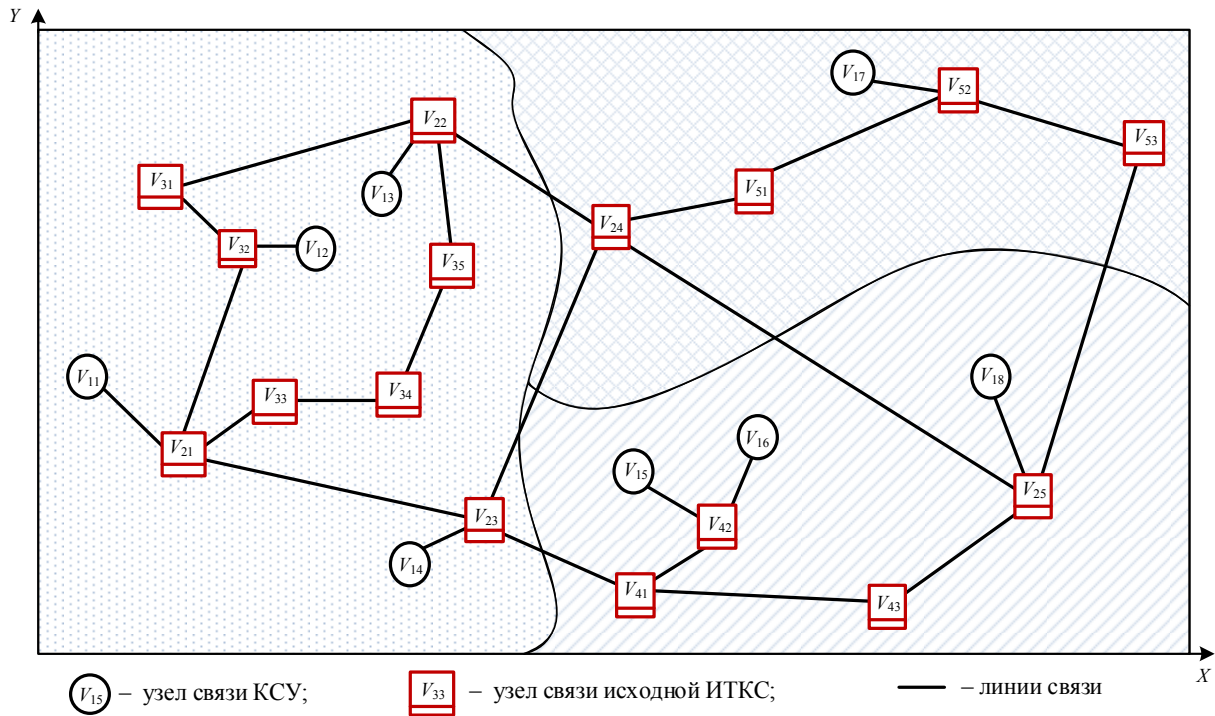 Y
V17
V52
V22
V53
V31
V13
V51
V24
V32
V12
V35
V11
V18
V33
V34
V21
V16
V15
V25
V23
V42
V14
V41
V43
X
V15 – узел связи КСУ; V33 – узел связи исходной ИТКС; – линии связи